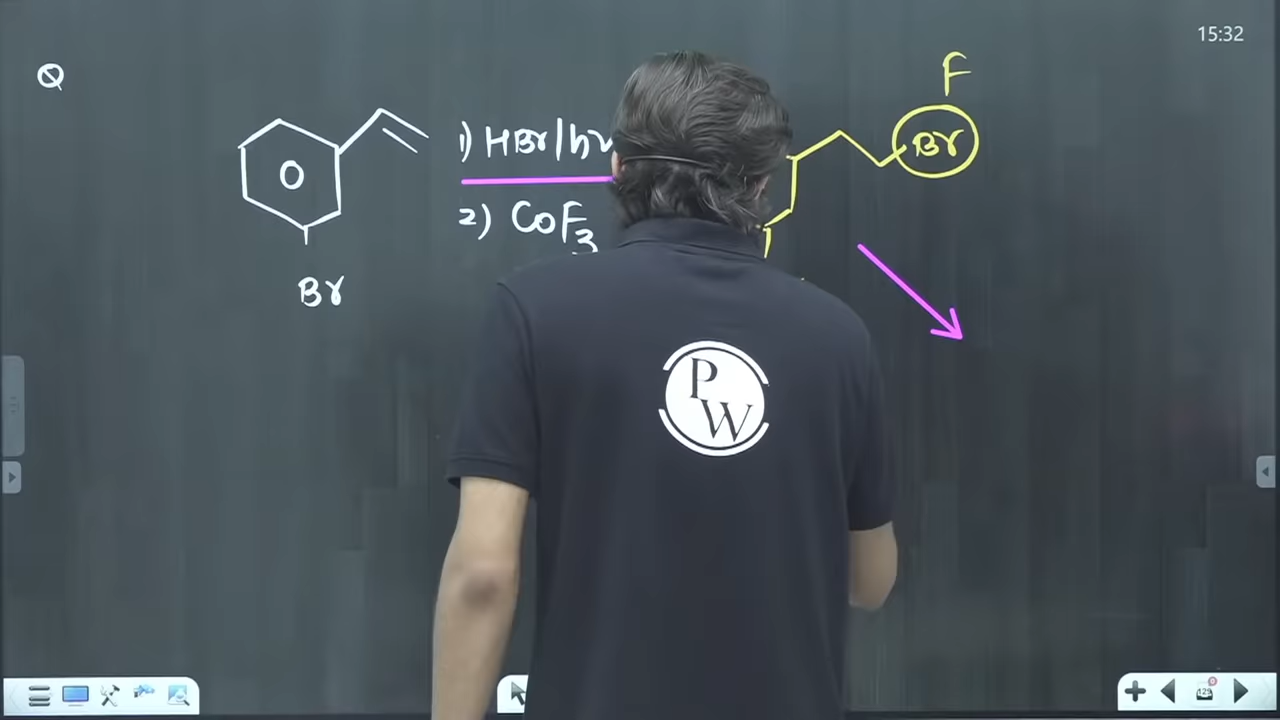 15:32
Q
F
1) HBr/hν
Br
2) CoF3
Br
P
W